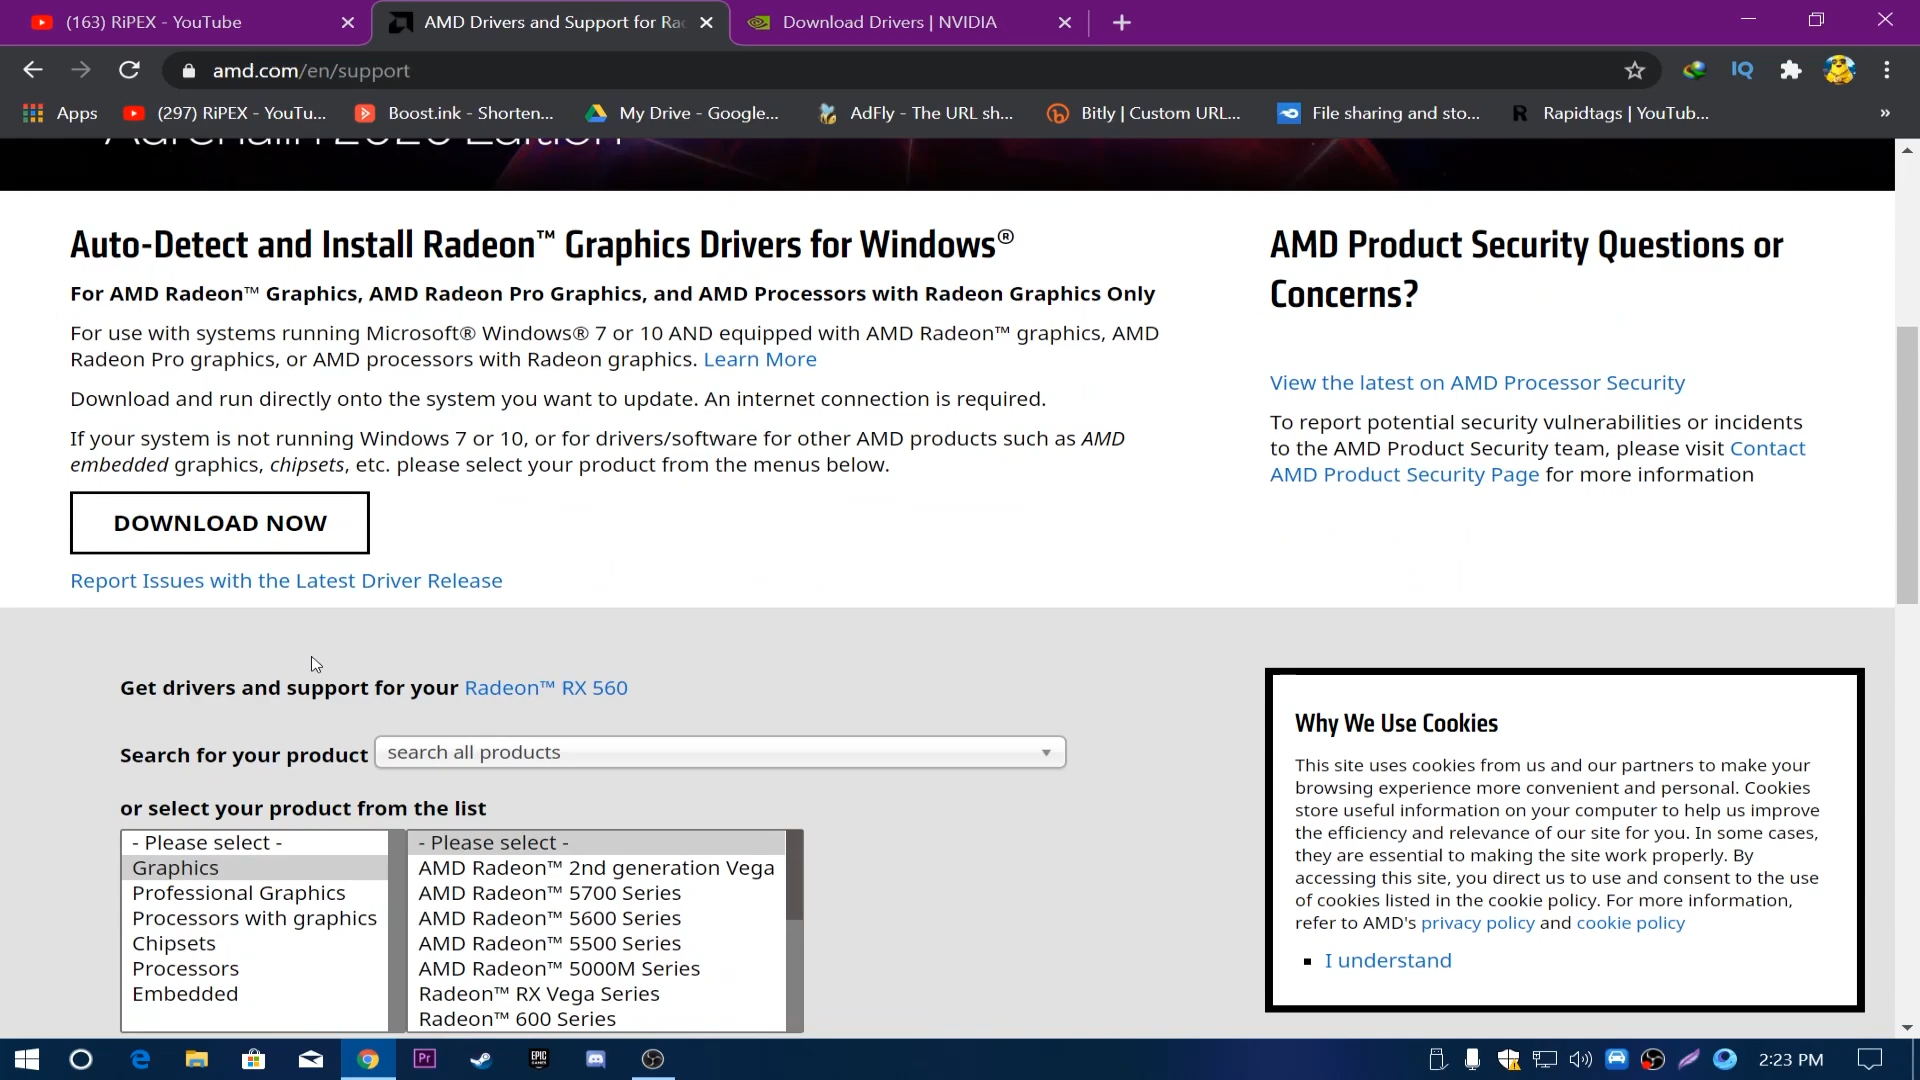 (163) RiPEX - YouTube
AMD Drivers and Support for Ra
Download Drivers | NVIDIA
amd.com/en/support
IQ
Apps
(297) RiPEX - YouTu...
Boost.ink - Shorten...
My Drive - Google...
AdFly - The URL sh...
Bitly | Custom URL...
File sharing and sto...
Rapidtags | YouTub...
»
Adrenalin 2020 Edition
Auto-Detect and Install Radeon™ Graphics Drivers for Windows®
For AMD Radeon™ Graphics, AMD Radeon Pro Graphics, and AMD Processors with Radeon Graphics Only
For use with systems running Microsoft® Windows® 7 or 10 AND equipped with AMD Radeon™ graphics, AMD
Radeon Pro graphics, or AMD processors with Radeon graphics. Learn More
Download and run directly onto the system you want to update. An internet connection is required.
If your system is not running Windows 7 or 10, or for drivers/software for other AMD products such as AMD
embedded graphics, chipsets, etc. please select your product from the menus below.
DOWNLOAD NOW
Report Issues with the Latest Driver Release
AMD Product Security Questions or
Concerns?
View the latest on AMD Processor Security
To report potential security vulnerabilities or incidents
to the AMD Product Security team, please visit Contact
AMD Product Security Page for more information
Get drivers and support for your Radeon™ RX 560
Search for your product search all products
or select your product from the list
- Please select -
Graphics
Professional Graphics
Processors with graphics
Chipsets
Processors
Embedded
- Please select -
AMD Radeon™ 2nd generation Vega
AMD Radeon™ 5700 Series
AMD Radeon™ 5600 Series
AMD Radeon™ 5500 Series
AMD Radeon™ 5000M Series
Radeon™ RX Vega Series
Radeon™ 600 Series
Why We Use Cookies
This site uses cookies from us and our partners to make your
browsing experience more convenient and personal. Cookies
store useful information on your computer to help us improve
the efficiency and relevance of our site for you. In some cases,
they are essential to making the site work properly. By
accessing this site, you direct us to use and consent to the use
of cookies listed in the cookie policy. For more information,
refer to AMD's privacy policy and cookie policy
I understand
Pr
EPIC
GAMES
2:23 PM